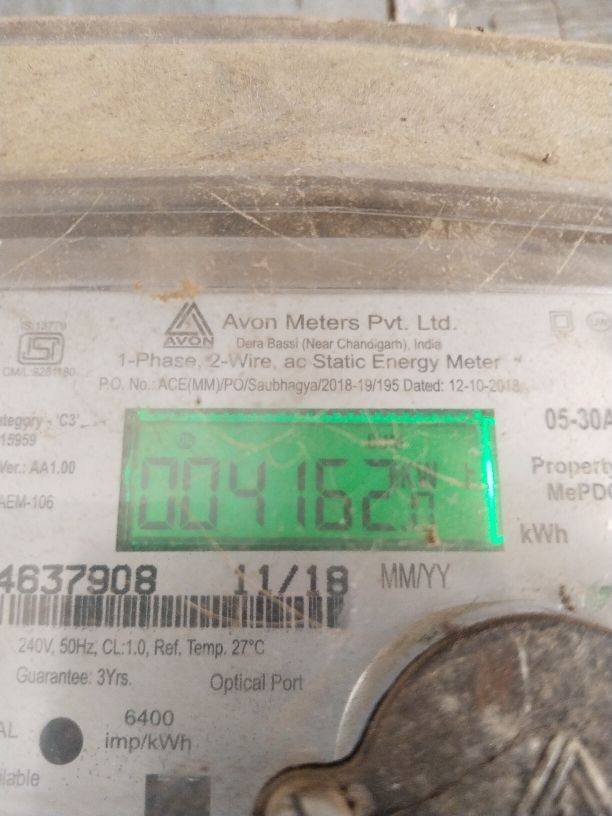 IS:13779
CM/L:9281180
AVON
Avon Meters Pvt. Ltd.
Dera Bassi (Near Chandigarh), India
1-Phase, 2-Wire, ac Static Energy Meter
P.O. No.: ACE(MM)/PO/Saubhagya/2018-19/195 Dated: 12-10-2018
ategory - 'C3'
15959
Ver.: AA1.00
AEM-106
004162
kWh
05-30A
Property
MePDC
kWh
4637908 11/18 MM/YY
240V, 50Hz, CL:1.0, Ref. Temp. 27°C
Guarantee: 3Yrs.
Optical Port
AL
6400
imp/kWh
ilable